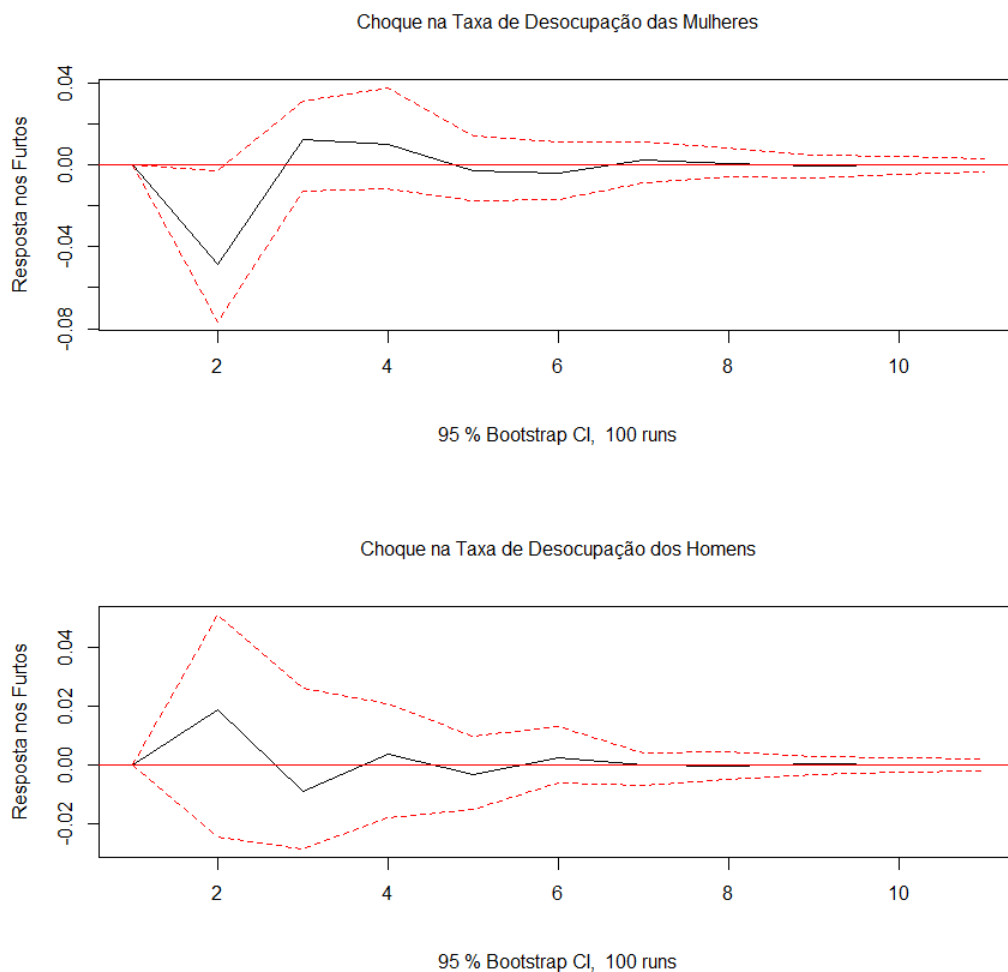 Choque na Taxa de Desocupação das Mulheres
Resposta nos Furtos
0.04
0.00
-0.04
-0.08
2 4 6 8 10
95 % Bootstrap CI, 100 runs
Choque na Taxa de Desocupação dos Homens
Resposta nos Furtos
0.04
0.02
0.00
-0.02
2 4 6 8 10
95 % Bootstrap CI, 100 runs